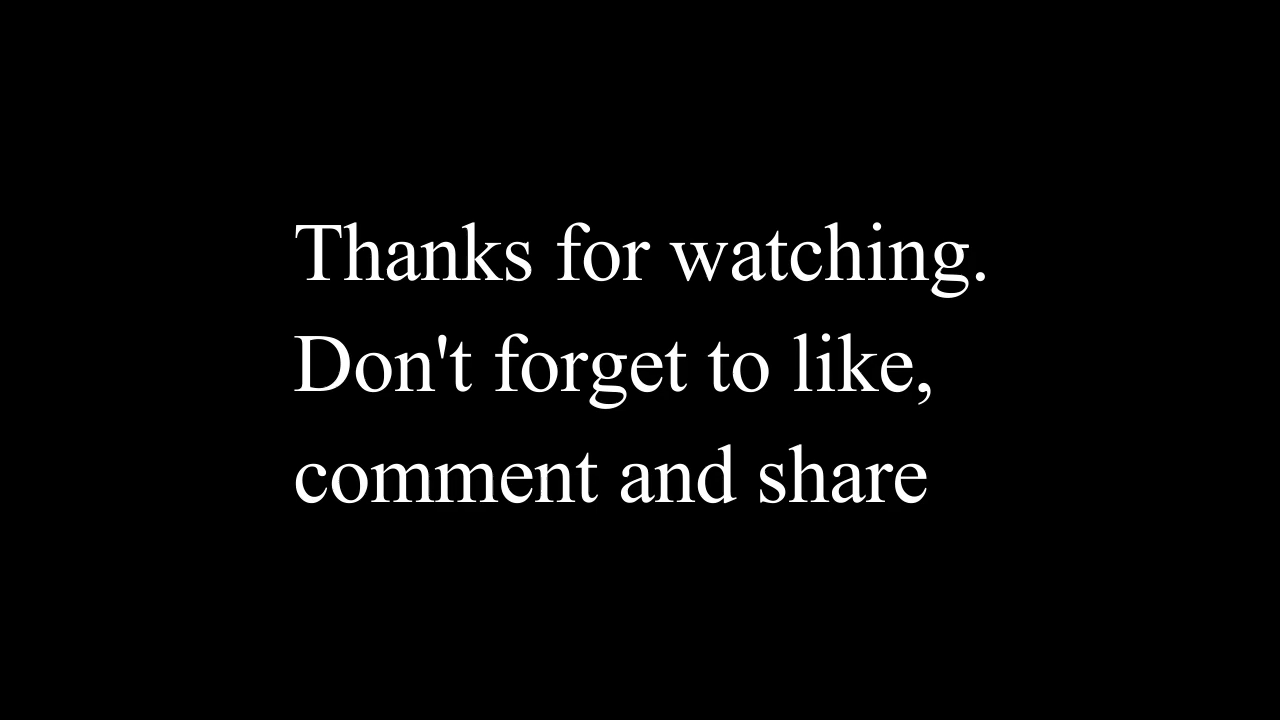 Thanks for watching.
Don't forget to like,
comment and share